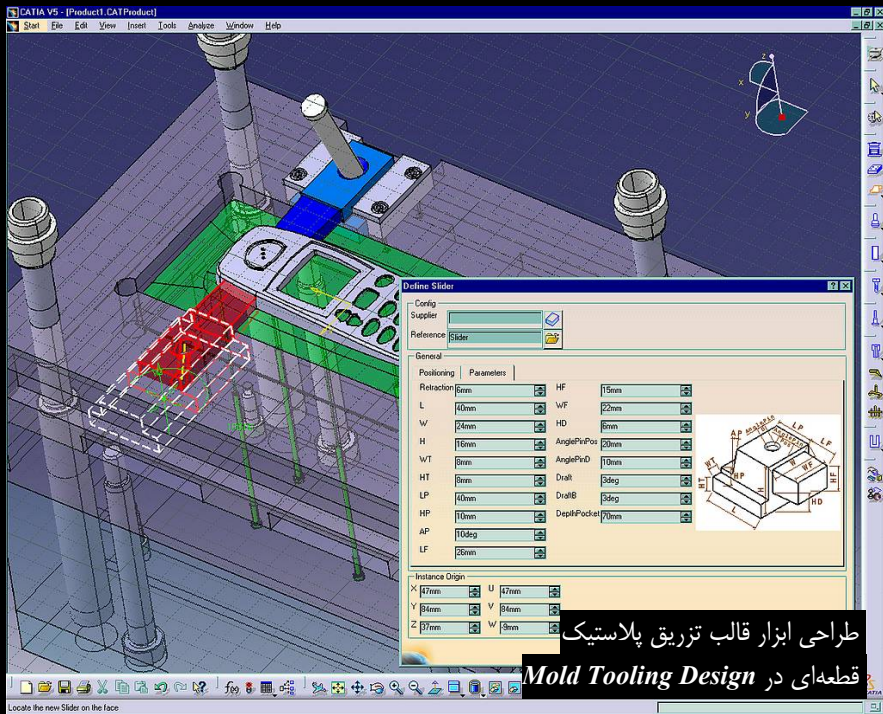 CATIA V5 - [Product1.CATProduct]
Start File Edit View Insert Tools Analyze Window Help
z
x
y
Define Slider
Config
Supplier
Reference Slider
General
Positioning Parameters
Retraction 6mm HF 15mm
L 40mm WF 22mm
W 24mm HD 6mm
H 16mm AnglePinPos 20mm
WT 8mm AnglePinD 10mm
HT 8mm Draft 3deg
LP 40mm DraftB 3deg
HP 10mm DepthPocket 70mm
AP 10deg
LF 26mm
Instance Origin
X 47mm U 47mm
Y 84mm V 84mm
Z 37mm W -9mm
طراحی ابزار قالب تزریق پلاستیک
قطعه‌ای در Mold Tooling Design
Locate the new Slider on the face